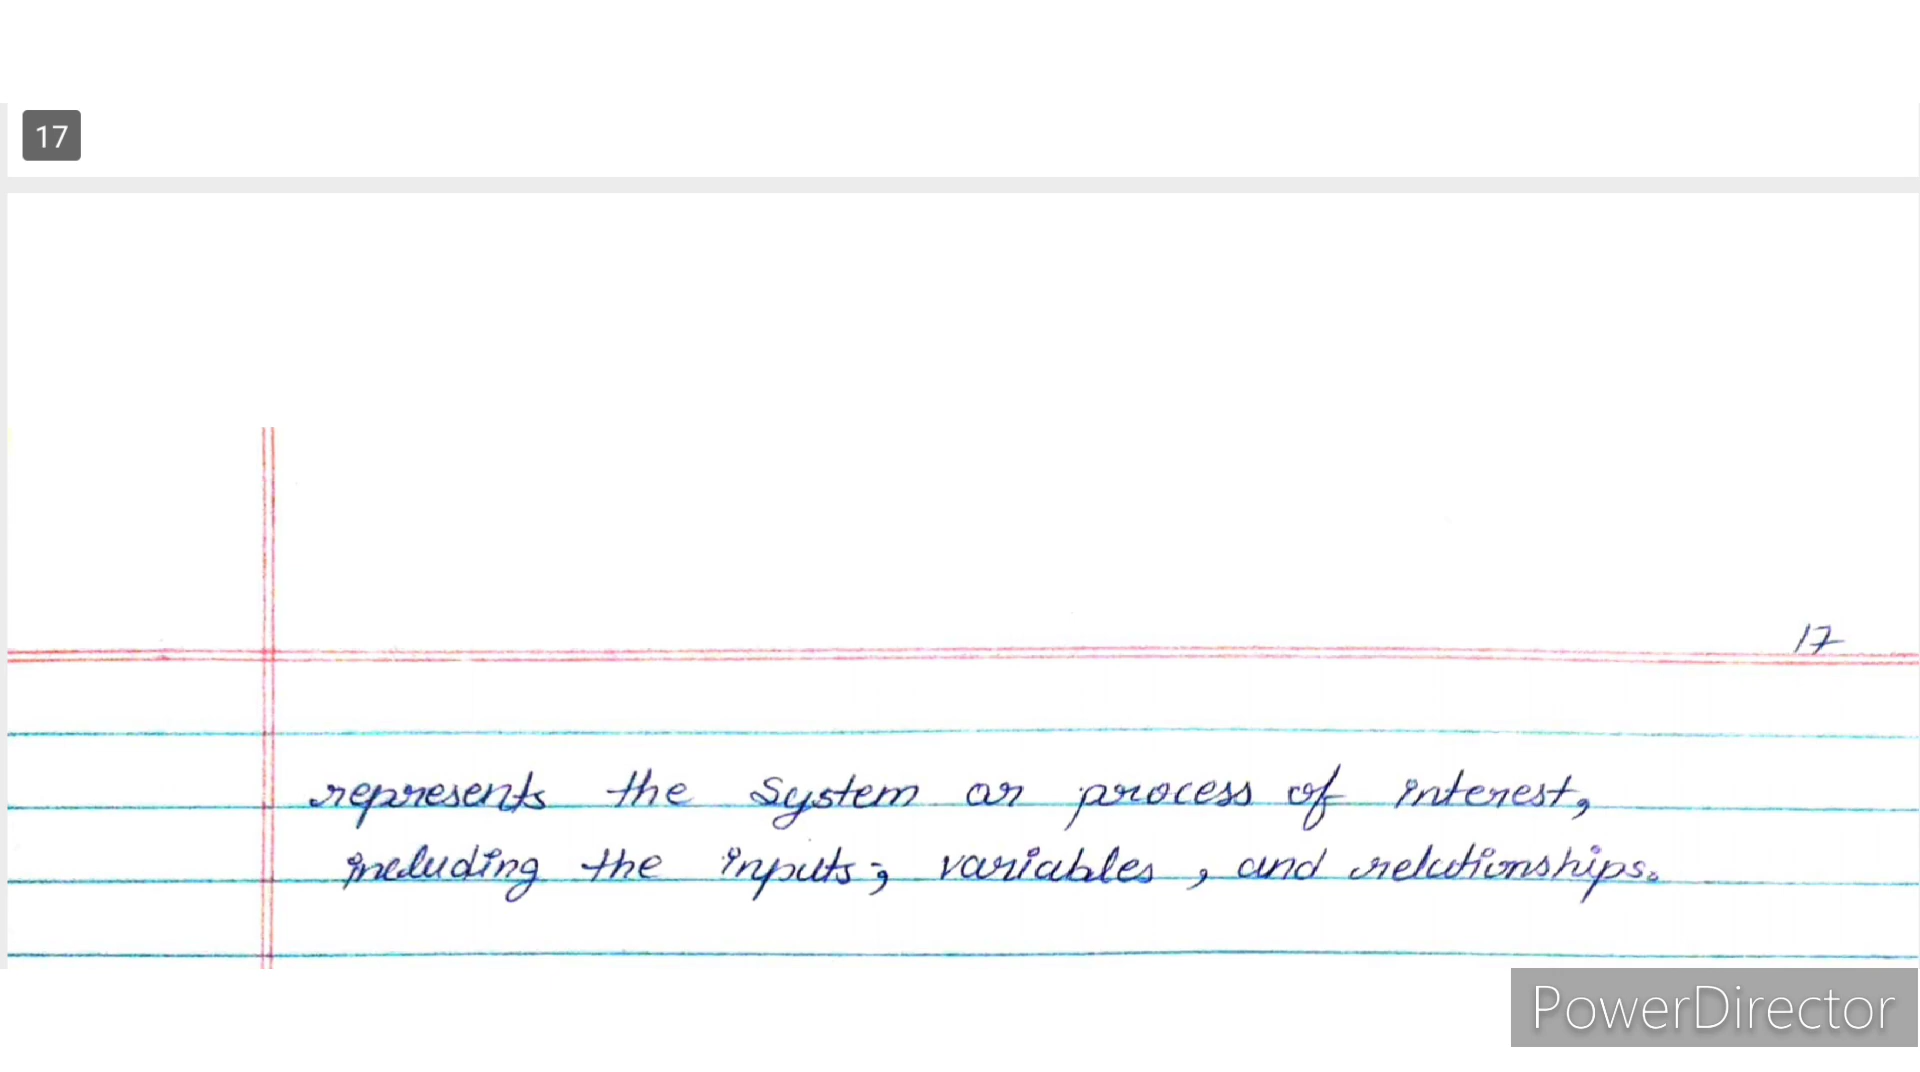 17
17
represents the system or process of interest,
including the inputs, variables, and relationships.
PowerDirector